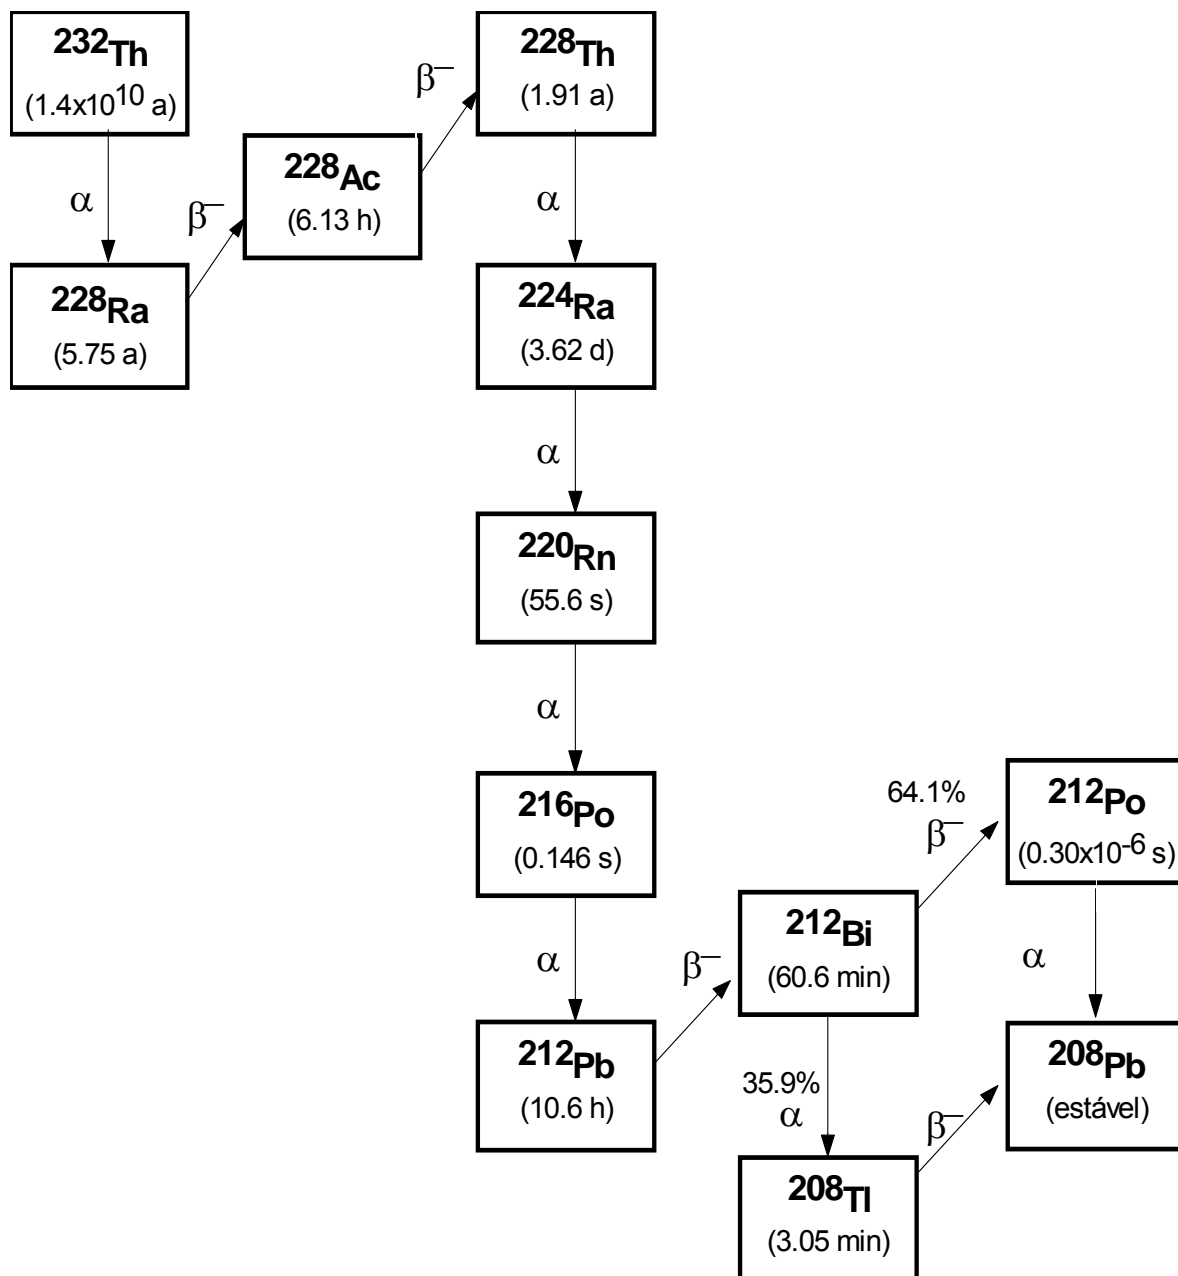 232Th
(1.4x10^10 a)
α
228Ra
(5.75 a)
β—
228Ac
(6.13 h)
β—
228Th
(1.91 a)
α
224Ra
(3.62 d)
α
220Rn
(55.6 s)
α
216Po
(0.146 s)
α
212Pb
(10.6 h)
β—
212Bi
(60.6 min)
64.1%
β—
212Po
(0.30x10^-6 s)
α
35.9%
α
208Tl
(3.05 min)
β—
208Pb
(estável)